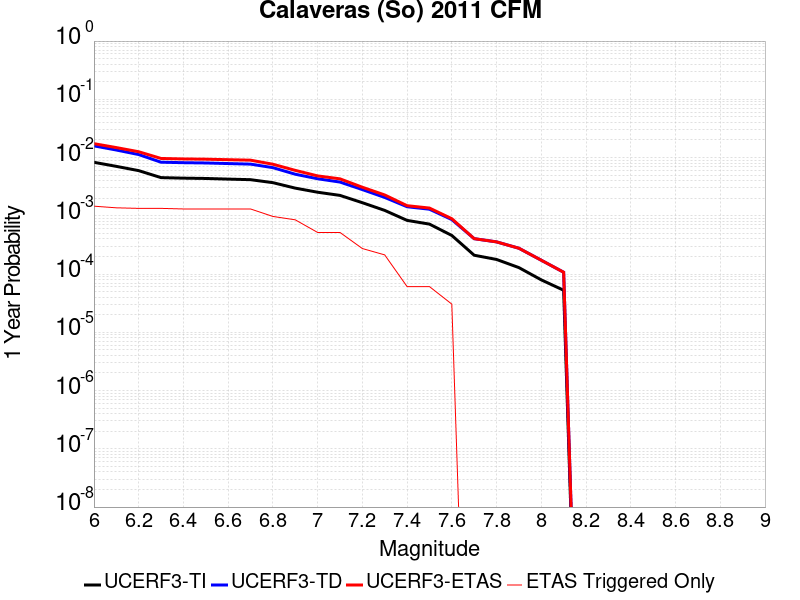 Calaveras (So) 2011 CFM
10^0
10^-1
10^-2
10^-3
10^-4
10^-5
10^-6
10^-7
10^-8
1 Year Probability
6 6.2 6.4 6.6 6.8 7 7.2 7.4 7.6 7.8 8 8.2 8.4 8.6 8.8 9
Magnitude
UCERF3-TI UCERF3-TD UCERF3-ETAS ETAS Triggered Only